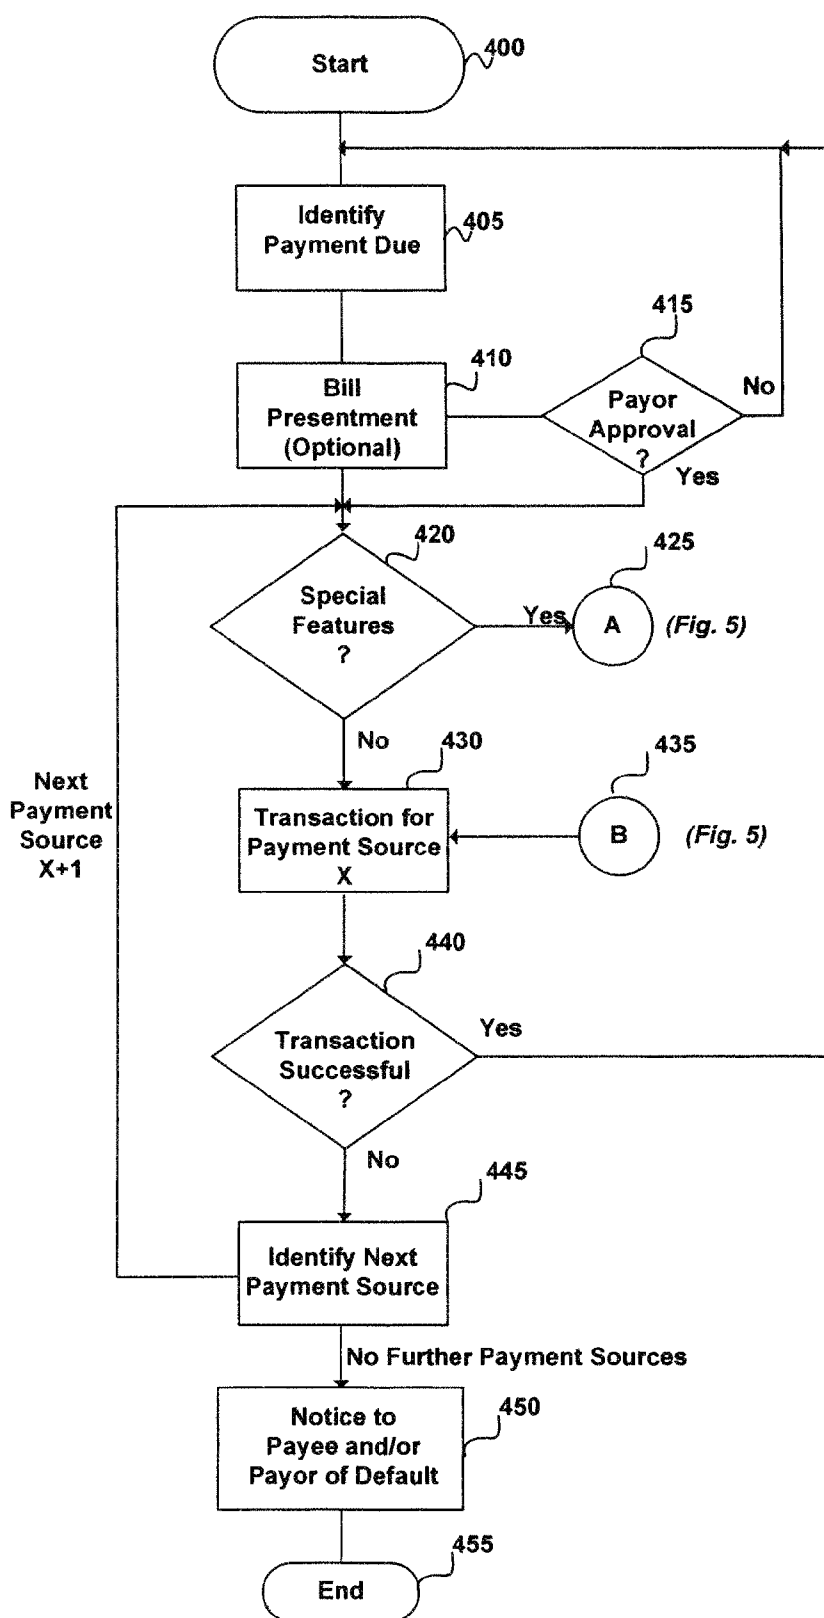 Start
400
Identify
Payment Due
405
415
410
Bill
Presentment
(Optional)
Payor
Approval
?
No
Yes
420
Special
Features
?
Yes
425
A
(Fig. 5)
No
430
Transaction for
Payment Source
X
435
B
(Fig. 5)
Next
Payment
Source
X+1
440
Transaction
Successful
?
Yes
No
445
Identify Next
Payment Source
No Further Payment Sources
Notice to
Payee and/or
Payor of Default
450
455
End